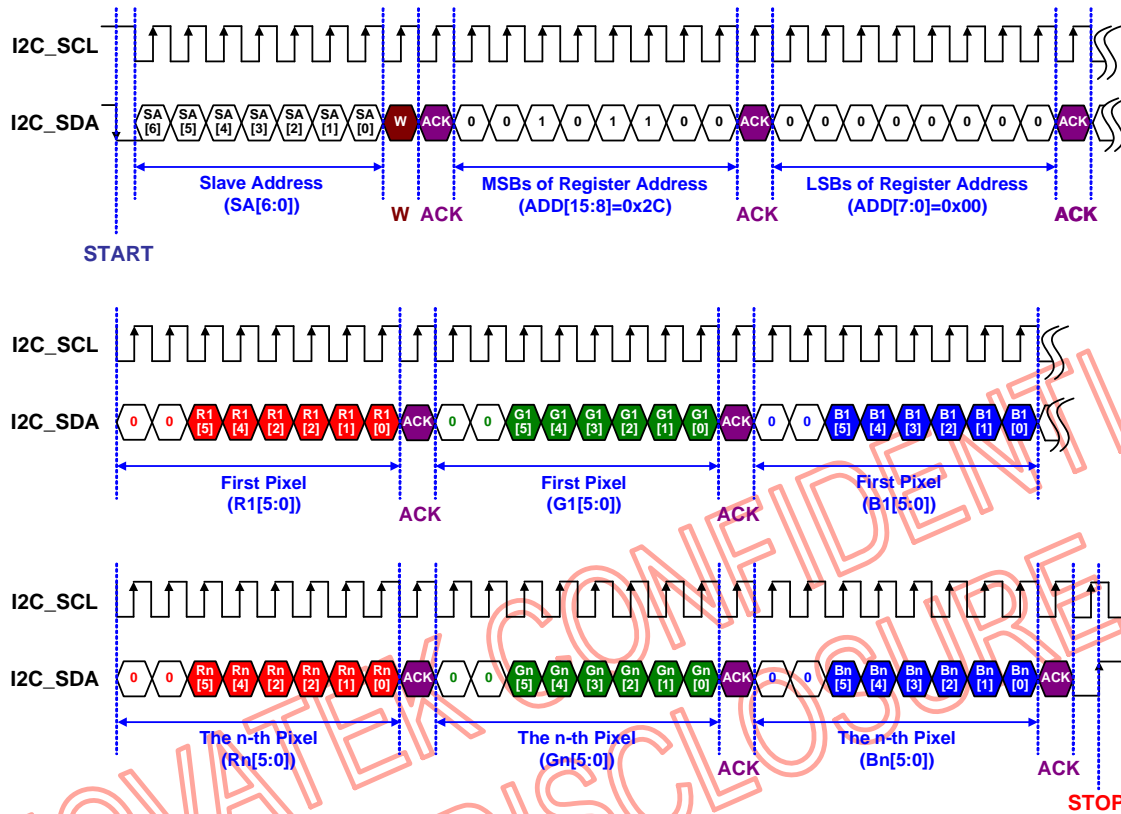 I2C_SCL
I2C_SDA
SA [6] SA [5] SA [4] SA [3] SA [2] SA [1] SA [0] W ACK 0 0 1 0 1 1 0 0 ACK 0 0 0 0 0 0 0 0 ACK
Slave Address MSBs of Register Address LSBs of Register Address
(SA[6:0]) (ADD[15:8]=0x2C) (ADD[7:0]=0x00)
W ACK ACK ACK
START
I2C_SCL
I2C_SDA
0 0 R1 [5] R1 [4] R1 [2] R1 [2] R1 [1] R1 [0] ACK 0 0 G1 [5] G1 [4] G1 [3] G1 [2] G1 [1] G1 [0] ACK 0 0 B1 [5] B1 [4] B1 [3] B1 [2] B1 [1] B1 [0]
First Pixel First Pixel First Pixel
(R1[5:0]) (G1[5:0]) (B1[5:0])
ACK ACK
I2C_SCL
I2C_SDA
0 0 Rn [5] Rn [4] Rn [2] Rn [2] Rn [1] Rn [0] ACK 0 0 Gn [5] Gn [4] Gn [3] Gn [2] Gn [1] Gn [0] ACK 0 0 Bn [5] Bn [4] Bn [3] Bn [2] Bn [1] Bn [0] ACK
The n-th Pixel The n-th Pixel The n-th Pixel
(Rn[5:0]) (Gn[5:0]) (Bn[5:0])
ACK ACK
STOP
OVATEK CONFIDENTI
DISCLOSURE